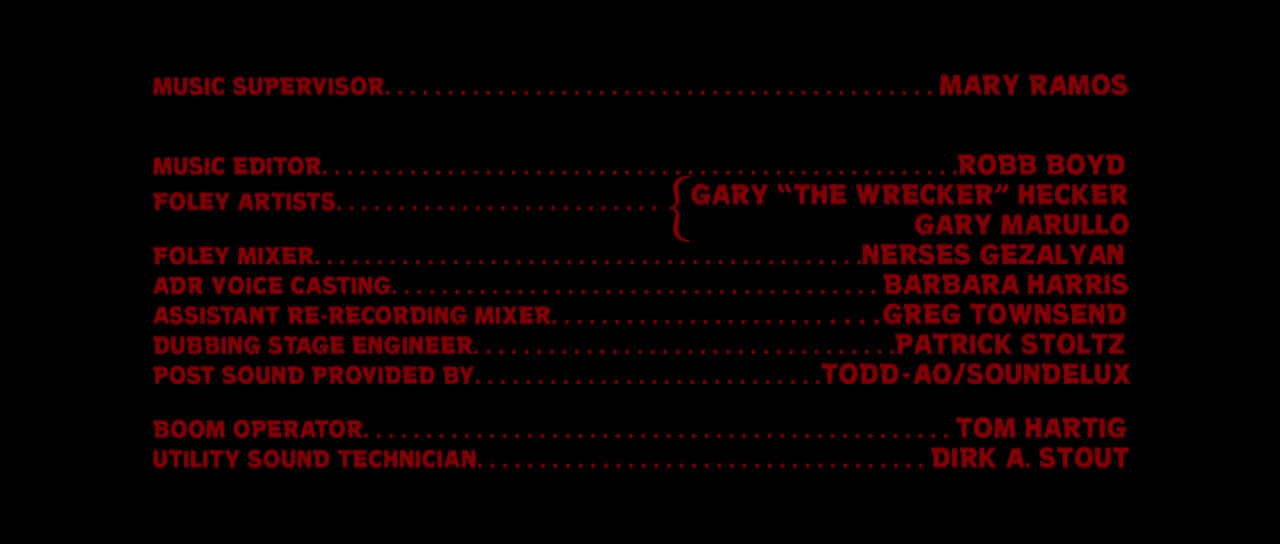 MUSIC SUPERVISOR............................................MARY RAMOS
MUSIC EDITOR...................................................ROBB BOYD
FOLEY ARTISTS..........................{GARY “THE WRECKER” HECKER
GARY MARULLO
FOLEY MIXER............................................NERSES GEZALYAN
ADR VOICE CASTING.......................................BARBARA HARRIS
ASSISTANT RE-RECORDING MIXER..........................GREG TOWNSEND
DUBBING STAGE ENGINEER..................................PATRICK STOLTZ
POST SOUND PROVIDED BY............................TODD-AO/SOUNDELUX
BOOM OPERATOR...............................................TOM HARTIG
UTILITY SOUND TECHNICIAN....................................DIRK A. STOUT